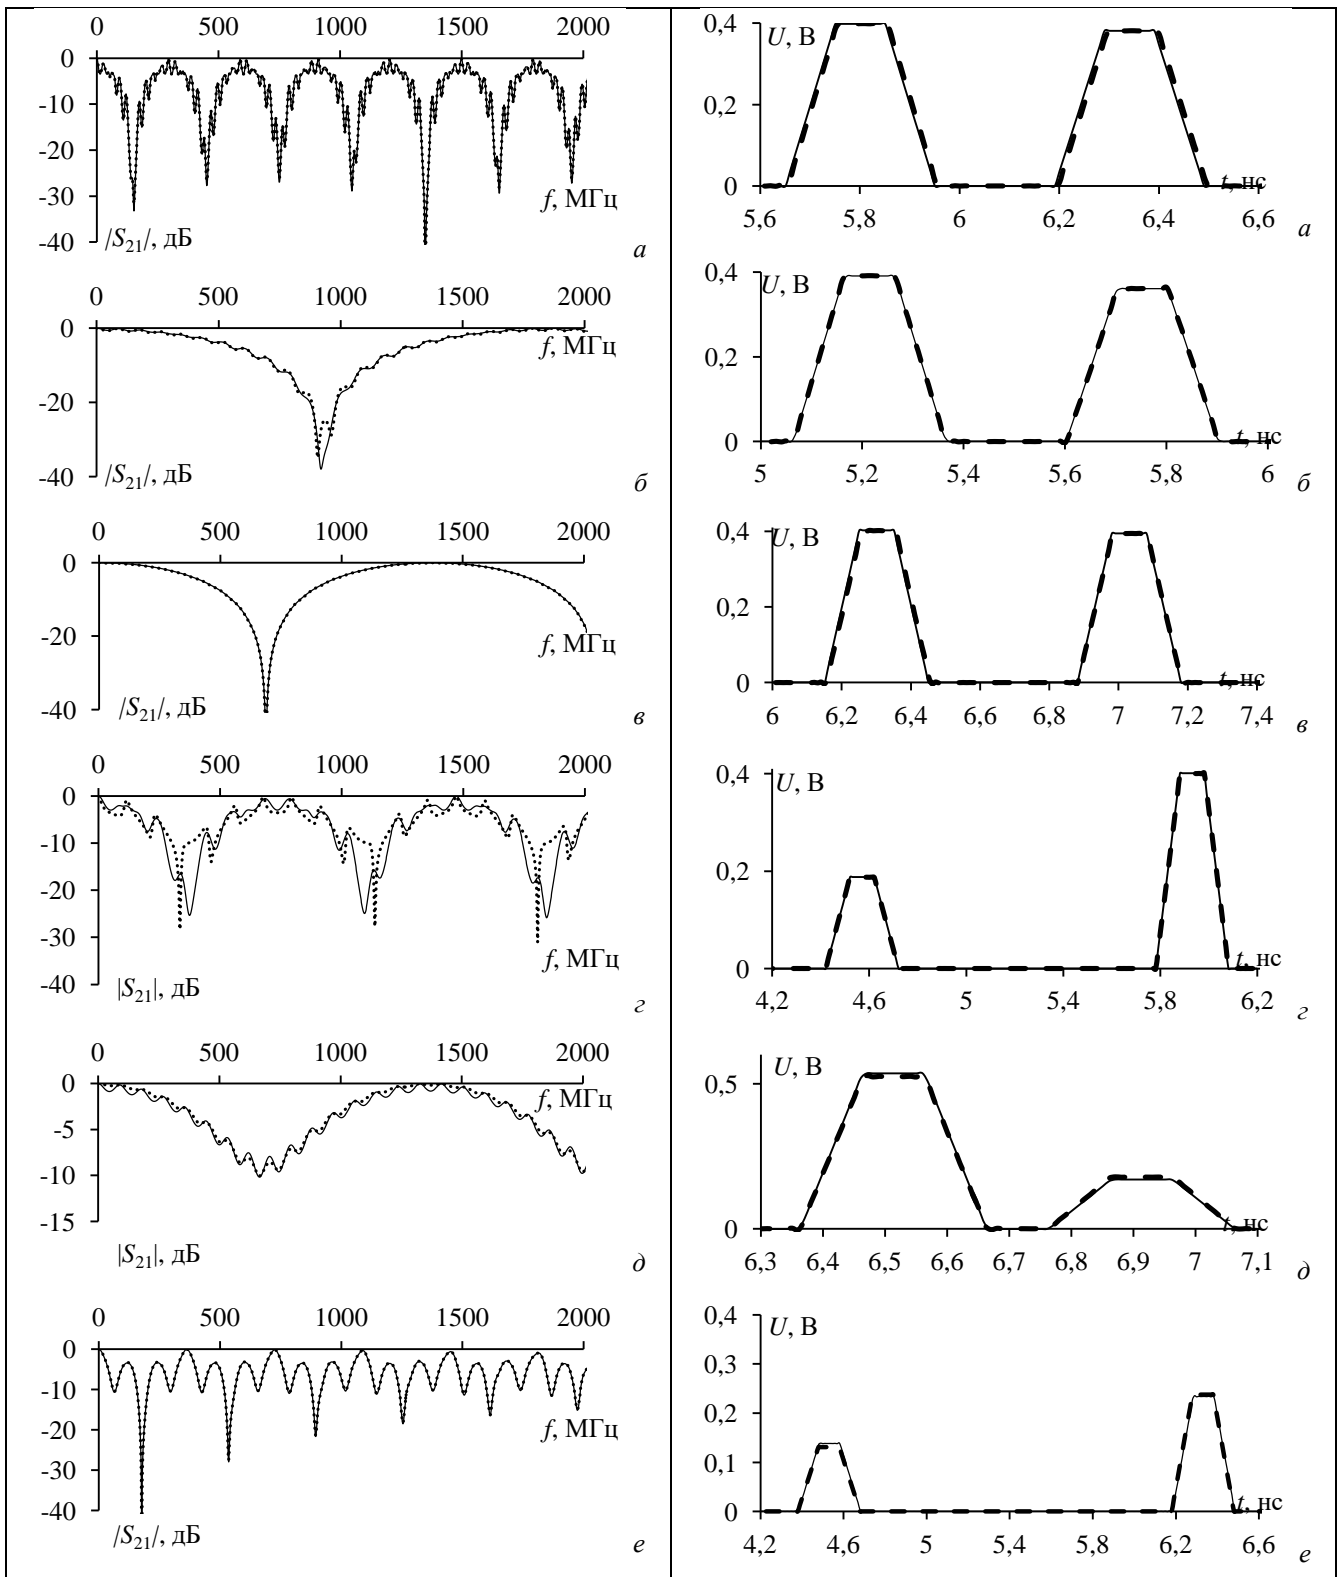 0 500 1000 1500 2000
0
-10
-20
-30
-40
f, МГц
/S21/, дБ
а
0 500 1000 1500 2000
0
-20
-40
f, МГц
/S21/, дБ
б
0 500 1000 1500 2000
0
-20
-40
f, МГц
/S21/, дБ
в
0 500 1000 1500 2000
0
-10
-20
-30
-40
f, МГц
|S21|, дБ
г
0 500 1000 1500 2000
0
-5
-10
-15
f, МГц
|S21|, дБ
д
0 500 1000 1500 2000
0
-10
-20
-30
-40
f, МГц
/S21/, дБ
е
0,4
U, В
0,2
0
t, нс
5,6 5,8 6 6,2 6,4 6,6
а
0,4
U, В
0,2
0
t, нс
5 5,2 5,4 5,6 5,8 6
б
0,4
U, В
0,2
0
t, нс
6 6,2 6,4 6,6 6,8 7 7,2 7,4
в
0,4
U, В
0,2
0
t, нс
4,2 4,6 5 5,4 5,8 6,2
г
U, В
0,5
0
t, нс
6,3 6,4 6,5 6,6 6,7 6,8 6,9 7 7,1
д
0,4
U, В
0,3
0,2
0,1
0
t, нс
4,2 4,6 5 5,4 5,8 6,2 6,6
е